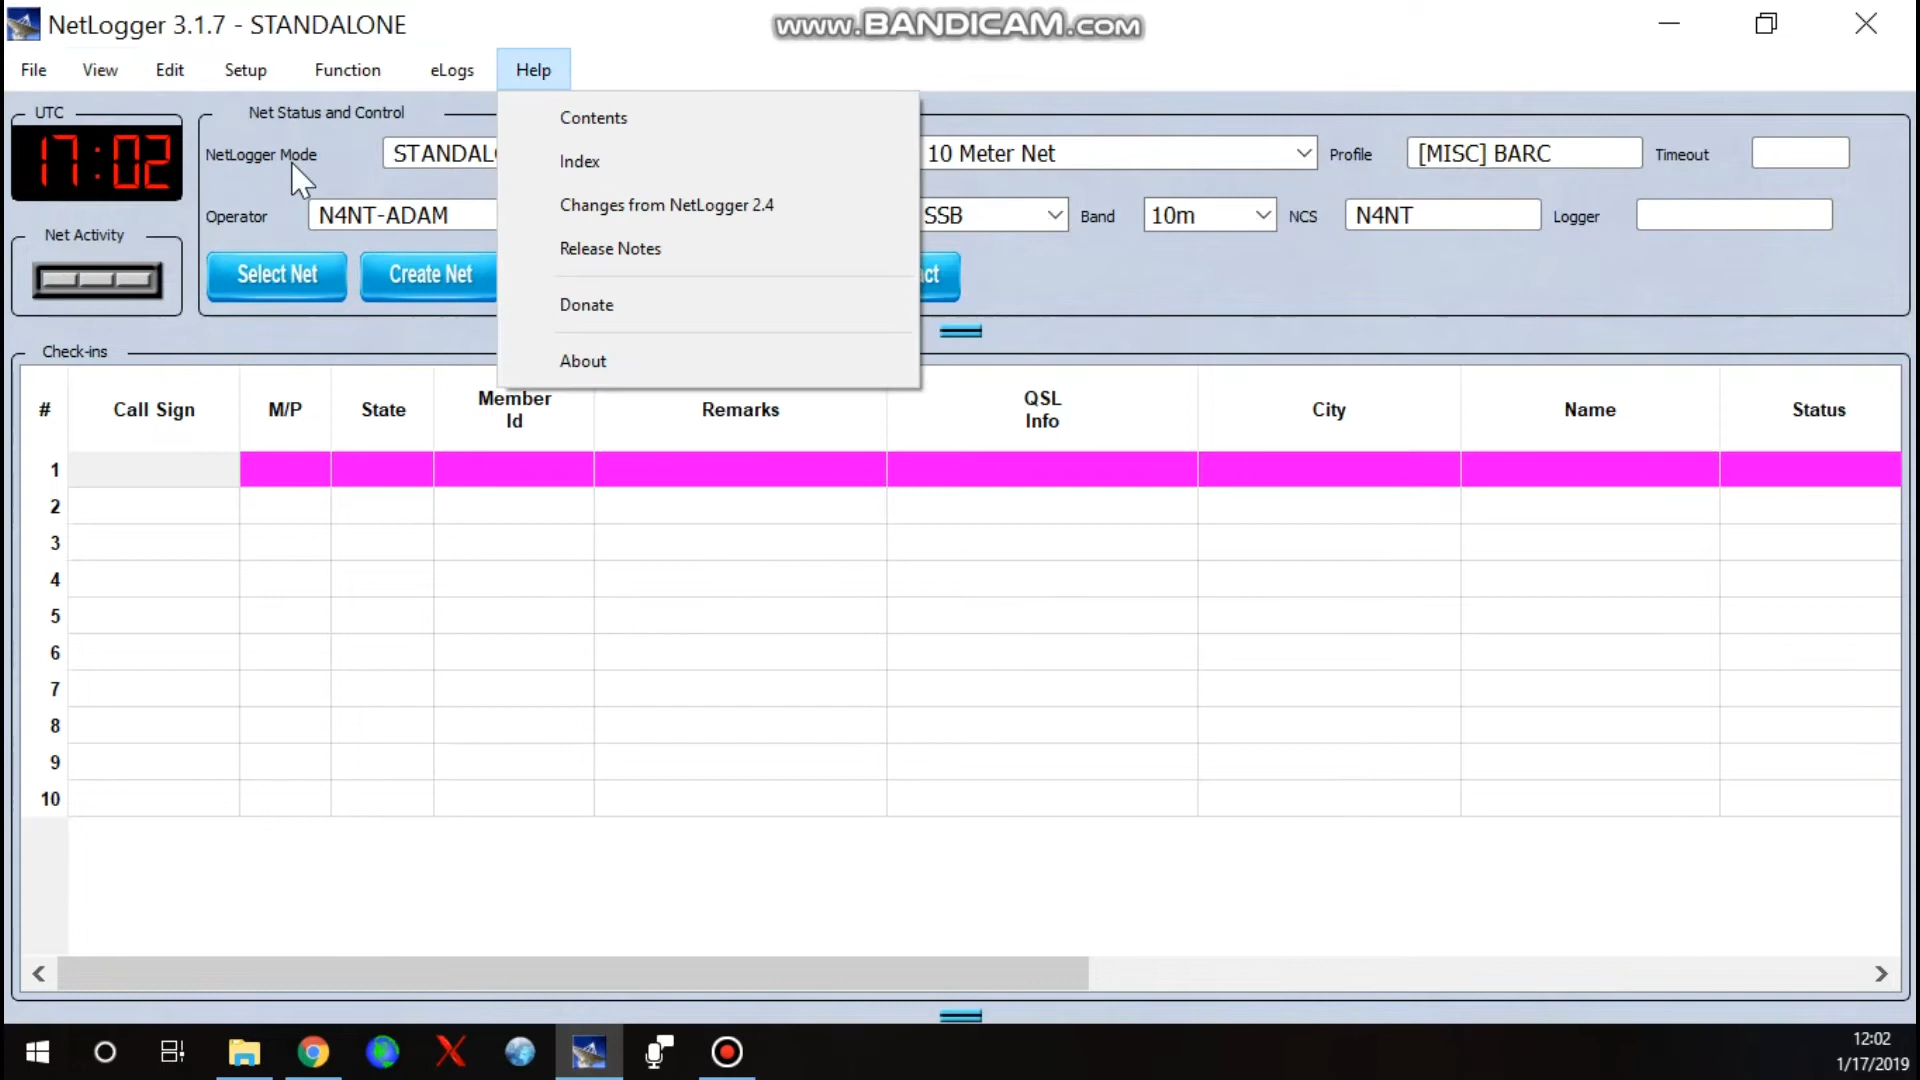 NetLogger 3.1.7 - STANDALONE
www.BANDICAM.com
File View Edit Setup Function eLogs Help
Contents
Index
Changes from NetLogger 2.4
Release Notes
Donate
About
UTC
17:02
Net Activity
Net Status and Control
NetLogger Mode STANDALO 10 Meter Net Profile [MISC] BARC Timeout
Operator N4NT-ADAM SSB Band 10m NCS N4NT Logger
Select Net Create Net ct
Check-ins
# Call Sign M/P State Member Id Remarks QSL Info City Name Status
1
2
3
4
5
6
7
8
9
10
12:02
1/17/2019